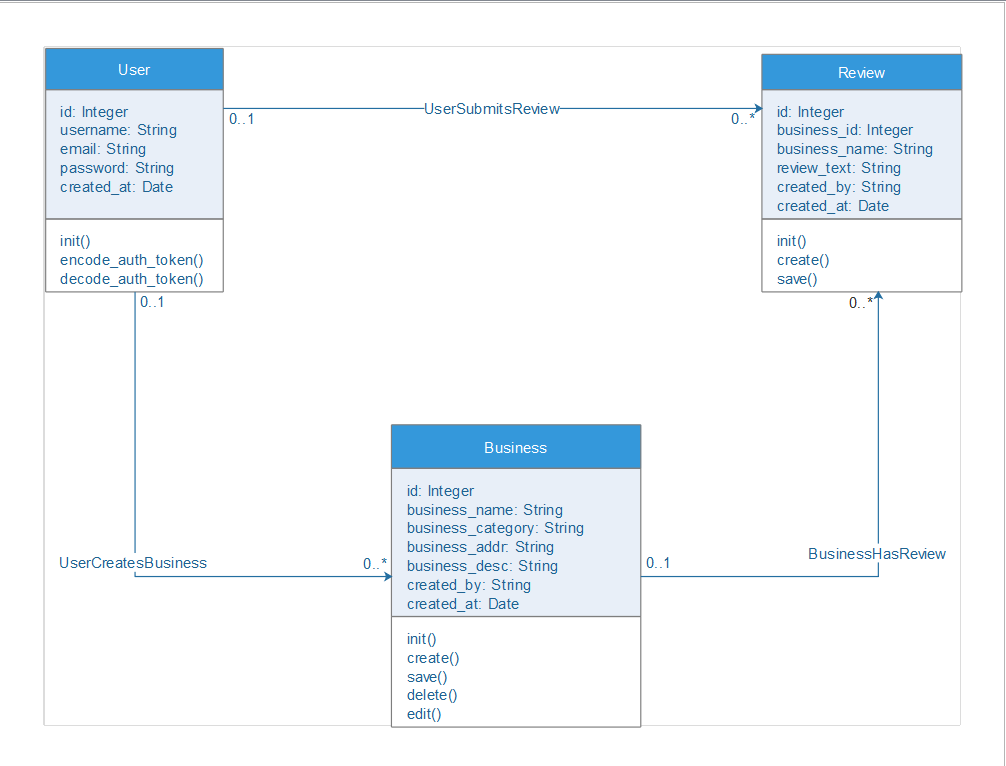 User
id: Integer
username: String
email: String
password: String
created_at: Date
init()
encode_auth_token()
decode_auth_token()
0..1
UserSubmitsReview
0..*
Review
id: Integer
business_id: Integer
business_name: String
review_text: String
created_by: String
created_at: Date
init()
create()
save()
0..1
0..*
UserCreatesBusiness
0..*
Business
id: Integer
business_name: String
business_category: String
business_addr: String
business_desc: String
created_by: String
created_at: Date
init()
create()
save()
delete()
edit()
0..1
BusinessHasReview